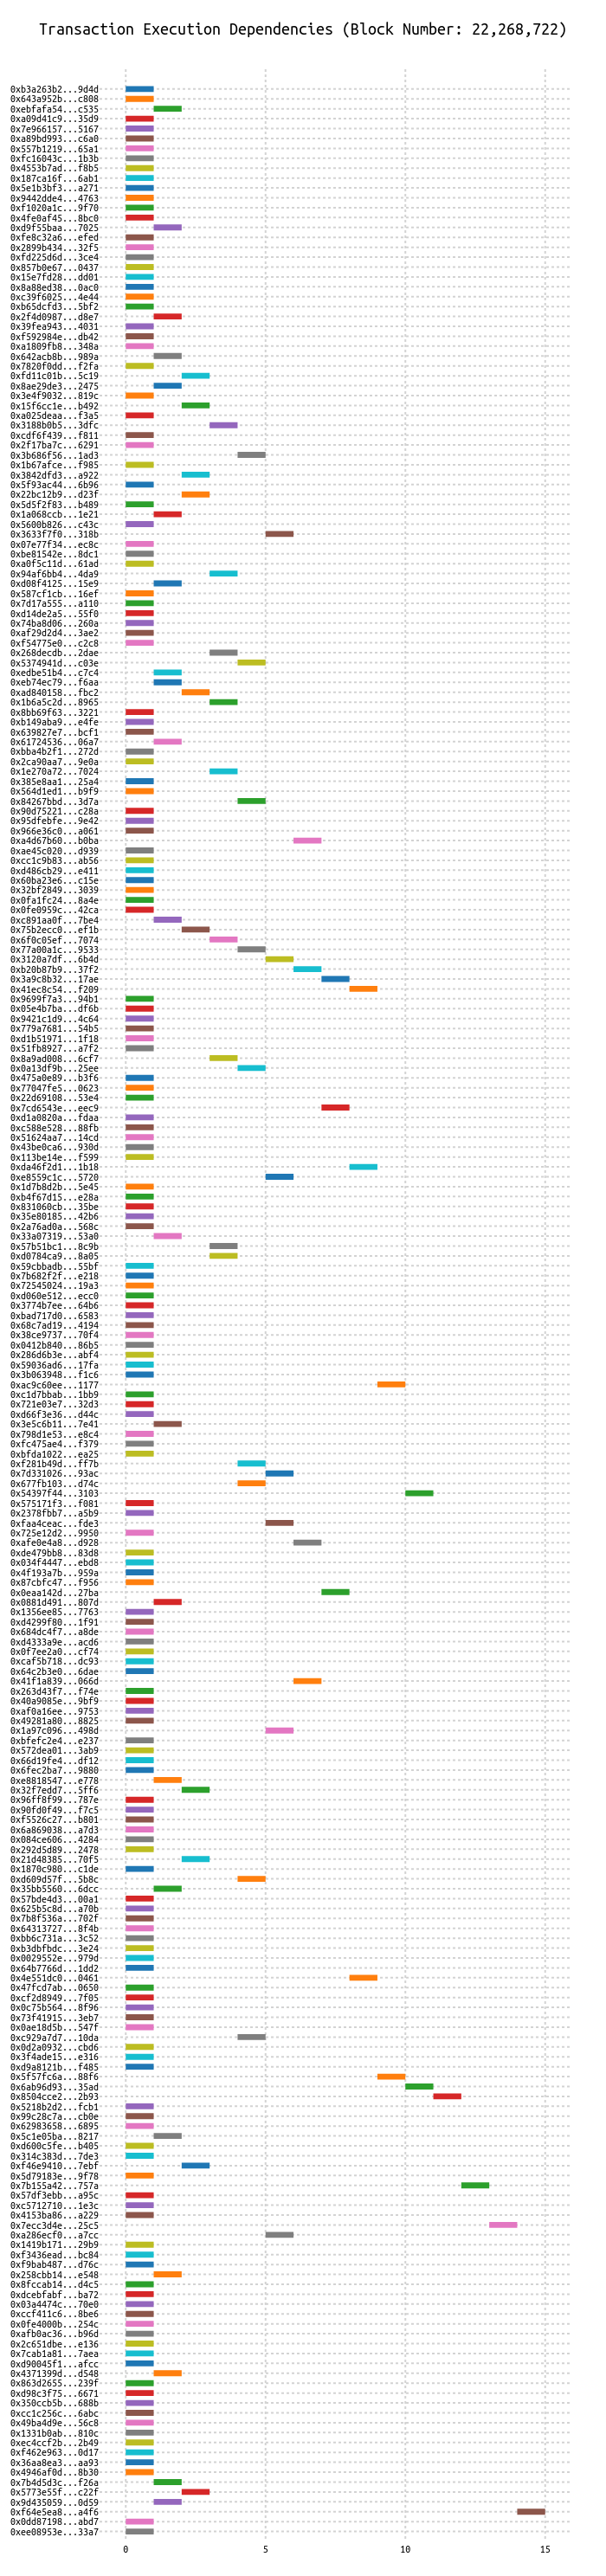 Transaction Execution Dependencies (Block Number: 22,268,722)
0xb3a263b2...9d4d
0x643a952b...c808
0xebfafa54...c535
0xa09d41c9...35d9
0x7e966157...5167
0xa89bd993...c6a0
0x557b1219...65a1
0xfc16043c...1b3b
0x4553b7ad...f8b5
0x187ca16f...6ab1
0x5e1b3bf3...a271
0x9442dde4...4763
0xf1020a1c...9f70
0x4fe0af45...8bc0
0xd9f55baa...7025
0xfe8c32a6...efed
0x2899b434...32f5
0xfd225d6d...3ce4
0x857b0e67...0437
0x15e7fd28...dd01
0x8a88ed38...0ac0
0xc39f6025...4e44
0xb65dcfd3...5bf2
0x2f4d0987...d8e7
0x39fea943...4031
0xf592984e...db42
0xa1809fb8...348a
0x642acb8b...989a
0x7820f0dd...f2fa
0xfd11c01b...5c19
0x8ae29de3...2475
0x3e4f9032...819c
0x15f6cc1e...b492
0xa025deaa...f3a5
0x3188b0b5...3dfc
0xcdf6f439...f811
0x2f17ba7c...6291
0x3b686f56...1ad3
0x1b67afce...f985
0x3842dfd3...a922
0x5f93ac44...6b96
0x22bc12b9...d23f
0x5d5f2f83...b489
0x1a068ccb...1e21
0x5600b826...c43c
0x3633f7f0...318b
0x07e77f34...ec8c
0xbe81542e...8dc1
0xa0f5c11d...61ad
0x94af6bb4...4da9
0xd08f4125...15e9
0x587cf1cb...16ef
0x7d17a555...a110
0xd14de2a5...55f0
0x74ba8d06...260a
0xaf29d2d4...3ae2
0xf54775e0...c2c8
0x268decdb...2dae
0x5374941d...c03e
0xedbe51b4...c7c4
0xeb74ec79...f6aa
0xad840158...fbc2
0x1b6a5c2d...8965
0x8bb69f63...3221
0xb149aba9...e4fe
0x639827e7...bcf1
0x61724536...06a7
0xbba4b2f1...272d
0x2ca90aa7...9e0a
0x1e270a72...7024
0x385e8aa1...25a4
0x564d1ed1...b9f9
0x84267bbd...3d7a
0x90d75221...c28a
0x95dfebfe...9e42
0x966e36c0...a061
0xa4d67b60...b0ba
0xae45c020...d939
0xcc1c9b83...ab56
0xd486cb29...e411
0x60ba23e6...c15e
0x32bf2849...3039
0x0fa1fc24...8a4e
0x0fe0959c...42ca
0xc891aa0f...7be4
0x75b2ecc0...ef1b
0x6f0c05ef...7074
0x77a00a1c...9533
0x3120a7df...6b4d
0xb20b87b9...37f2
0x3a9c8b32...17ae
0x41ec8c54...f209
0x9699f7a3...94b1
0x05e4b7ba...df6b
0x9421c1d9...4c64
0x779a7681...54b5
0xd1b51971...1f18
0x51fb8927...a7f2
0x8a9ad008...6cf7
0x0a13df9b...25ee
0x475a0e89...b3f6
0x77047fe5...0623
0x22d69108...53e4
0x7cd6543e...eec9
0xd1a0820a...fdaa
0xc588e528...88fb
0x51624aa7...14cd
0x43be0ca6...930d
0x113be14e...f599
0xda46f2d1...1b18
0xe8559c1c...5720
0x1d7b8d2b...5e45
0xb4f67d15...e28a
0x831060cb...35be
0x35e80185...42b6
0x2a76ad0a...568c
0x33a07319...53a0
0x57b51bc1...8c9b
0xd0784ca9...8a05
0x59cbbadb...55bf
0x7b682f2f...e218
0x72545024...19a3
0xd060e512...ecc0
0x3774b7ee...64b6
0xbad717d0...6583
0x68c7ad19...4194
0x38ce9737...70f4
0x0412b840...86b5
0x286d6b3e...abf4
0x59036ad6...17fa
0x3b063948...f1c6
0xac9c60ee...1177
0xc1d7bbab...1bb9
0x721e03e7...32d3
0xd66f3e36...d44c
0x3e5c6b11...7e41
0x798d1e53...e8c4
0xfc475ae4...f379
0xbfda1022...ea25
0xf281b49d...ff7b
0x7d331026...93ac
0x677fb103...d74c
0x54397f44...3103
0x575171f3...f081
0x2378fbb7...a5b9
0xfaa4ceac...fde3
0x725e12d2...9950
0xafe0e4a8...d928
0xde479bb8...83d8
0x034f4447...ebd8
0x4f193a7b...959a
0x87cbfc47...f956
0x0eaa142d...27ba
0x0881d491...807d
0x1356ee85...7763
0xd4299f80...1f91
0x684dc4f7...a8de
0xd4333a9e...acd6
0x0f7ee2a0...cf74
0xcaf5b718...dc93
0x64c2b3e0...6dae
0x41f1a839...066d
0x263d43f7...f74e
0x40a9085e...9bf9
0xaf0a16ee...9753
0x49281a80...8825
0x1a97c096...498d
0xbfefc2e4...e237
0x572dea01...3ab9
0x66d19fe4...df12
0x6fec2ba7...9880
0xe8818547...e778
0x32f7edd7...5ff6
0x96ff8f99...787e
0x90fd0f49...f7c5
0xf5526c27...b801
0x6a869038...a7d3
0x084ce606...4284
0x292d5d89...2478
0x21d48385...70f5
0x1870c980...c1de
0xd609d57f...5b8c
0x35bb5560...6dcc
0x57bde4d3...00a1
0x625b5c8d...a70b
0x7b8f536a...702f
0x64313727...8f4b
0xbb6c731a...3c52
0xb3dbfbdc...3e24
0x0029552e...979d
0x64b7766d...1dd2
0x4e551dc0...0461
0x47fcd7ab...0650
0xcf2d8949...7f05
0x0c75b564...8f96
0x73f41915...3eb7
0x0ae18d5b...547f
0xc929a7d7...10da
0x0d2a0932...cbd6
0x3f4ade15...e316
0xd9a8121b...f485
0x5f57fc6a...88f6
0x6ab96d93...35ad
0x8504cce2...2b93
0x5218b2d2...fcb1
0x99c28c7a...cb0e
0x62983658...6895
0x5c1e05ba...8217
0xd600c5fe...b405
0x314c383d...7de3
0xf46e9410...7ebf
0x5d79183e...9f78
0x7b155a42...757a
0x57df3ebb...a95c
0xc5712710...1e3c
0x4153ba86...a229
0x7ecc3d4e...25c5
0xa286ecf0...a7cc
0x1419b171...29b9
0xf3436ead...bc84
0xf9bab487...d76c
0x258cbb14...e548
0x8fccab14...d4c5
0xdcebfabf...ba72
0x03a4474c...70e0
0xccf411c6...8be6
0x0fe4000b...254c
0xafb0ac36...b96d
0x2c651dbe...e136
0x7cab1a81...7aea
0xd90045f1...afcc
0x4371399d...d548
0x863d2655...239f
0xd98c3f75...6671
0x350ccb5b...688b
0xcc1c256c...6abc
0x49ba4d9e...56c8
0x1331b0ab...810c
0xec4ccf2b...2b49
0xf462e963...0d17
0x36aa8ea3...aa93
0x4946af0d...8b30
0x7b4d5d3c...f26a
0x5773e55f...c22f
0x9d435059...0d59
0xf64e5ea8...a4f6
0x0dd87198...abd7
0xee08953e...33a7
0 5 10 15